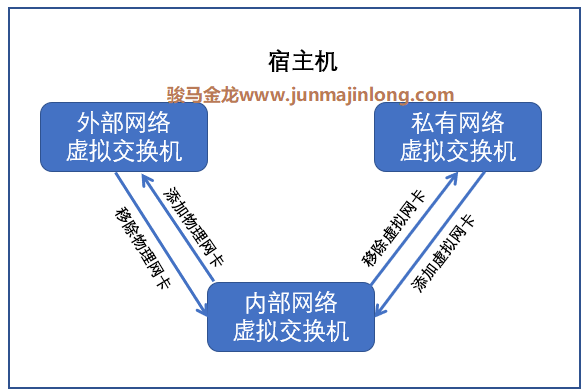 宿主机
骏马金龙www.junmajinlong.com
外部网络
虚拟交换机
私有网络
虚拟交换机
移除物理网卡
添加物理网卡
移除虚拟网卡
添加虚拟网卡
内部网络
虚拟交换机